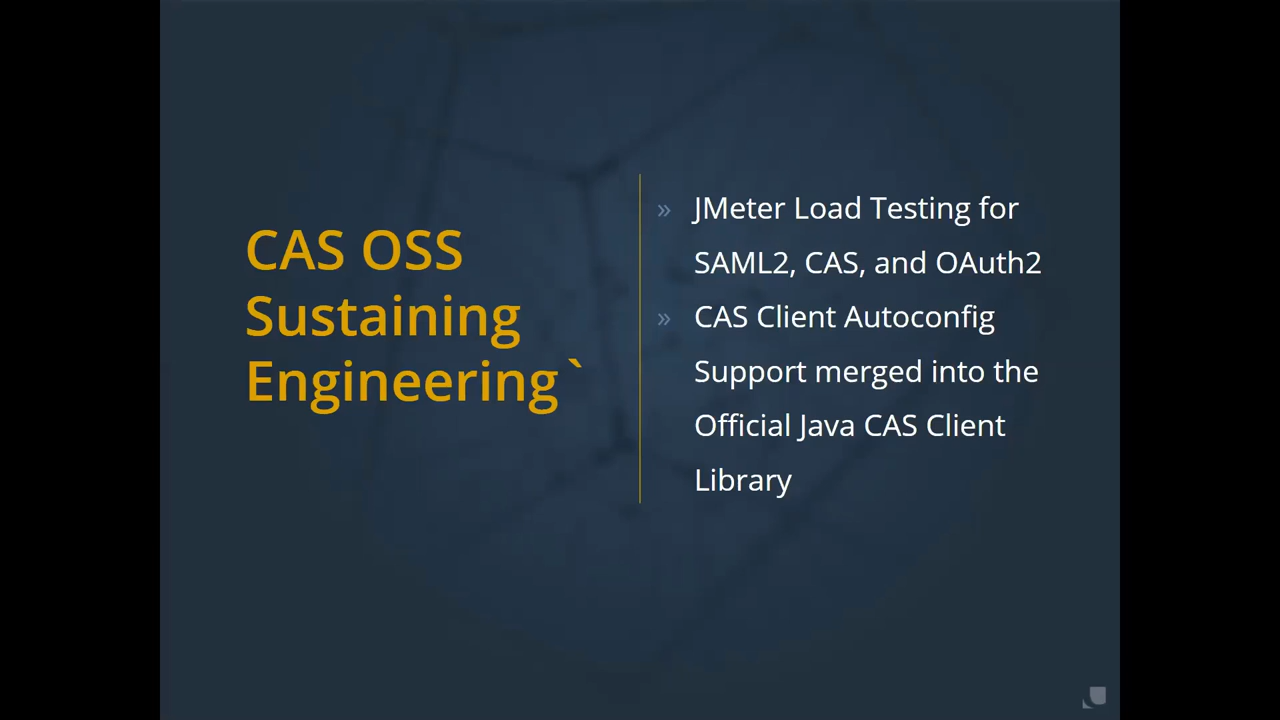 CAS OSS
Sustaining
Engineering`
» JMeter Load Testing for
SAML2, CAS, and OAuth2
» CAS Client Autoconfig
Support merged into the
Official Java CAS Client
Library